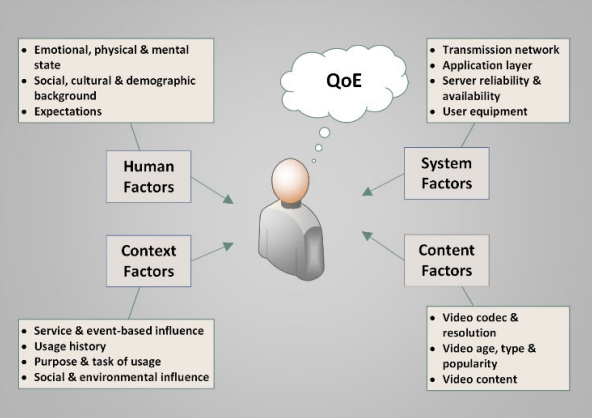 • Emotional, physical & mental
state
• Social, cultural & demographic
background
• Expectations
QoE
• Transmission network
• Application layer
• Server reliability &
availability
• User equipment
Human
Factors
System
Factors
Context
Factors
Content
Factors
• Service & event-based influence
• Usage history
• Purpose & task of usage
• Social & environmental influence
• Video codec &
resolution
• Video age, type &
popularity
• Video content